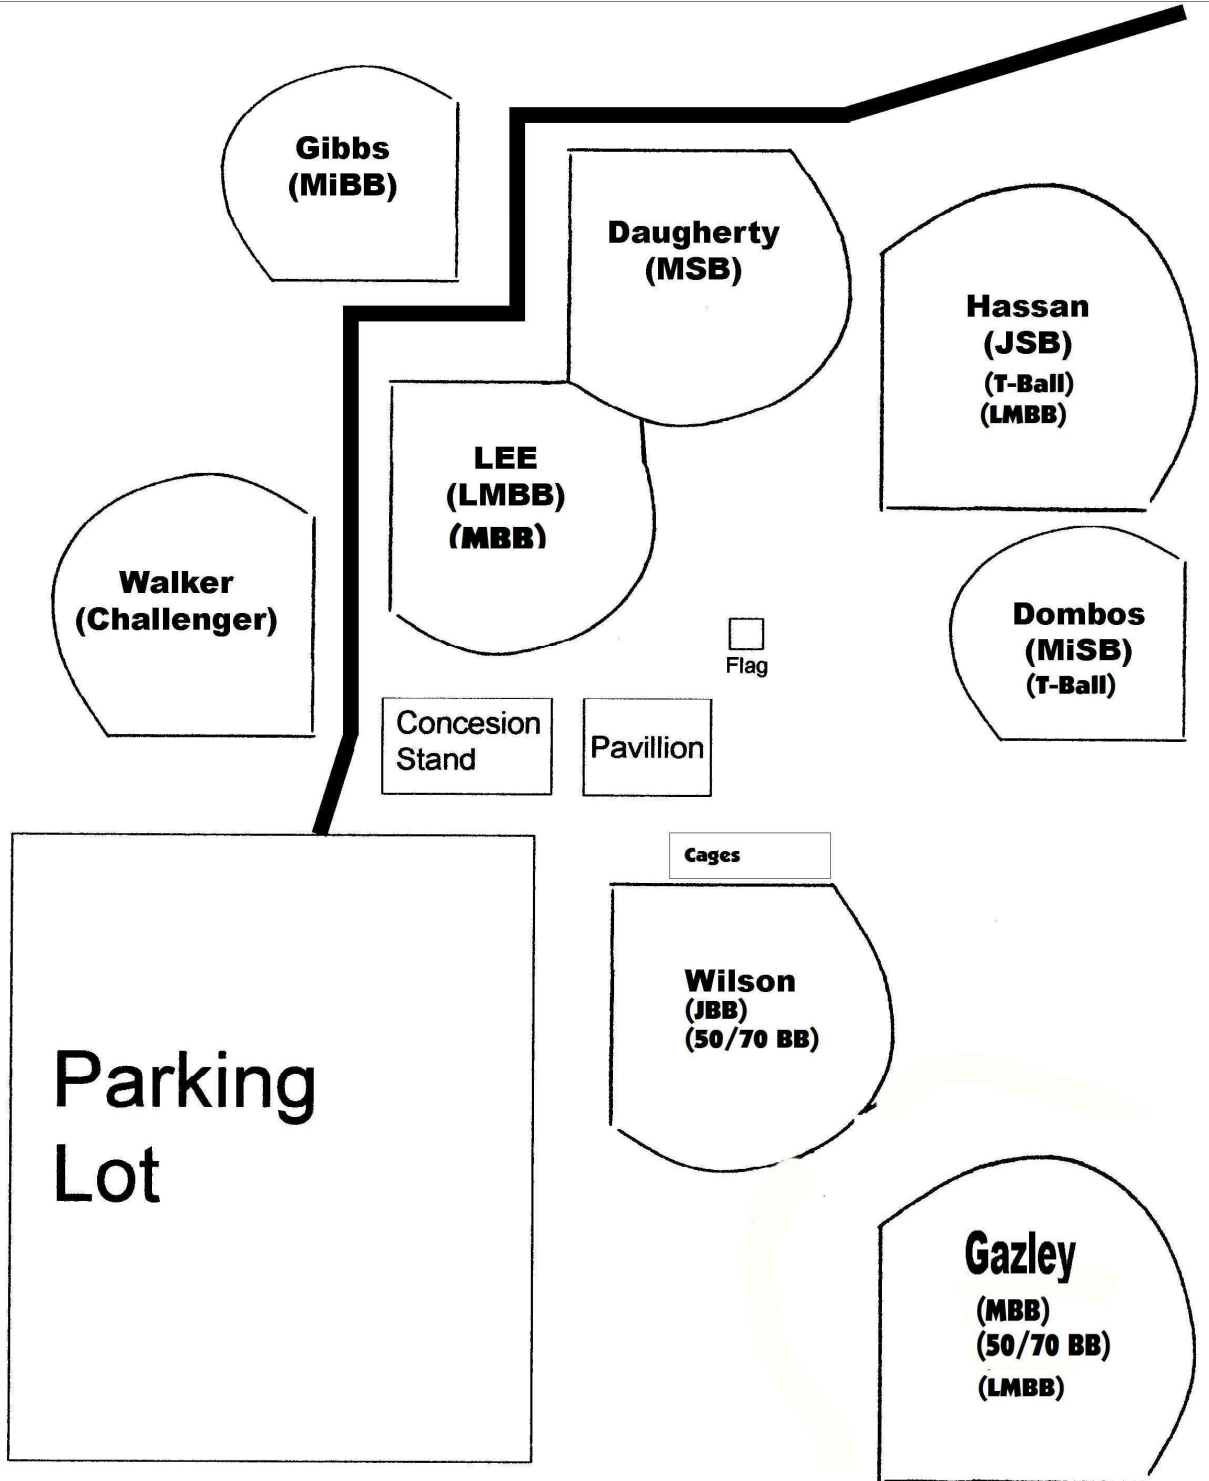 Gibbs
(MiBB)
Daugherty
(MSB)
Hassan
(JSB)
(T-Ball)
(LMBB)
LEE
(LMBB)
(MBB)
Walker
(Challenger)
Dombos
(MiSB)
(T-Ball)
Flag
Concesion
Stand
Pavillion
Cages
Wilson
(JBB)
(50/70 BB)
Parking
Lot
Gazley
(MBB)
(50/70 BB)
(LMBB)